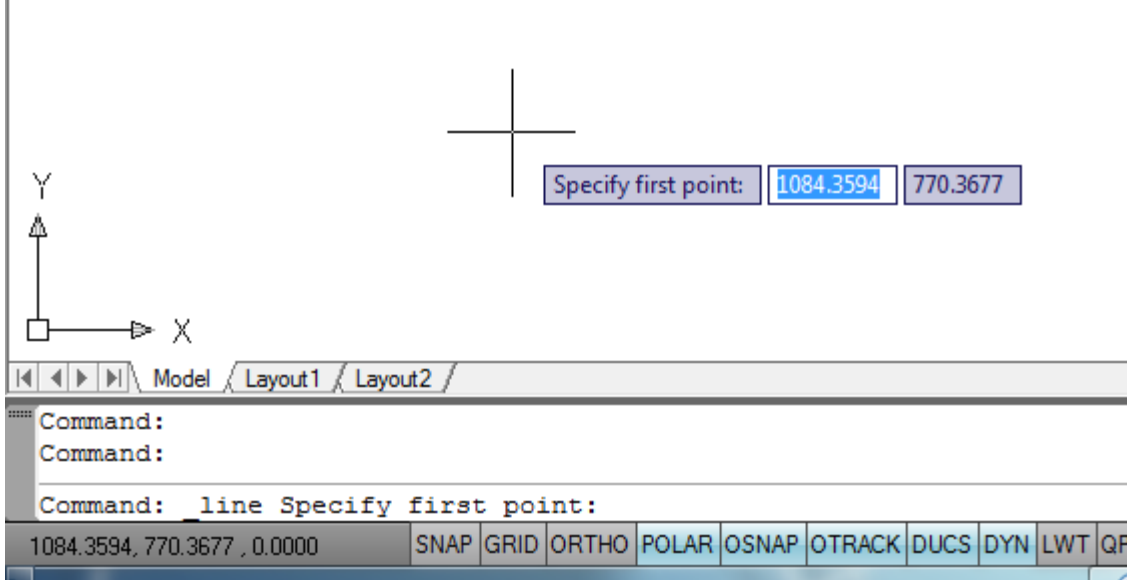 Specify first point: 1084.3594 770.3677
Y
X
Model Layout1 Layout2
Command:
Command:
Command: _line Specify first point:
1084.3594, 770.3677 , 0.0000 SNAP GRID ORTHO POLAR OSNAP OTRACK DUCS DYN LWT